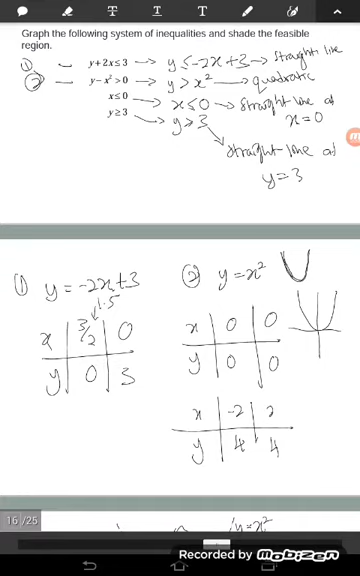 Graph the following system of inequalities and shade the feasible
region.
① — y + 2x ≤ 3 → y ≤ -2x + 3 → straight line
② — y − x² > 0 → y > x² → quadratic
x ≤ 0 → x ≤ 0 → straight line at
x = 0
y ≥ 3 → y > 3
straight line at
y = 3
① y = -2x + 3
1.5
x | 3/2 | 0
y | 0 | 3
② y = x²
x | 0 | 0
y | 0 | 0
x | -2 | 2
y | 4 | 4
y = x²
16 /25
Recorded by Mobizen